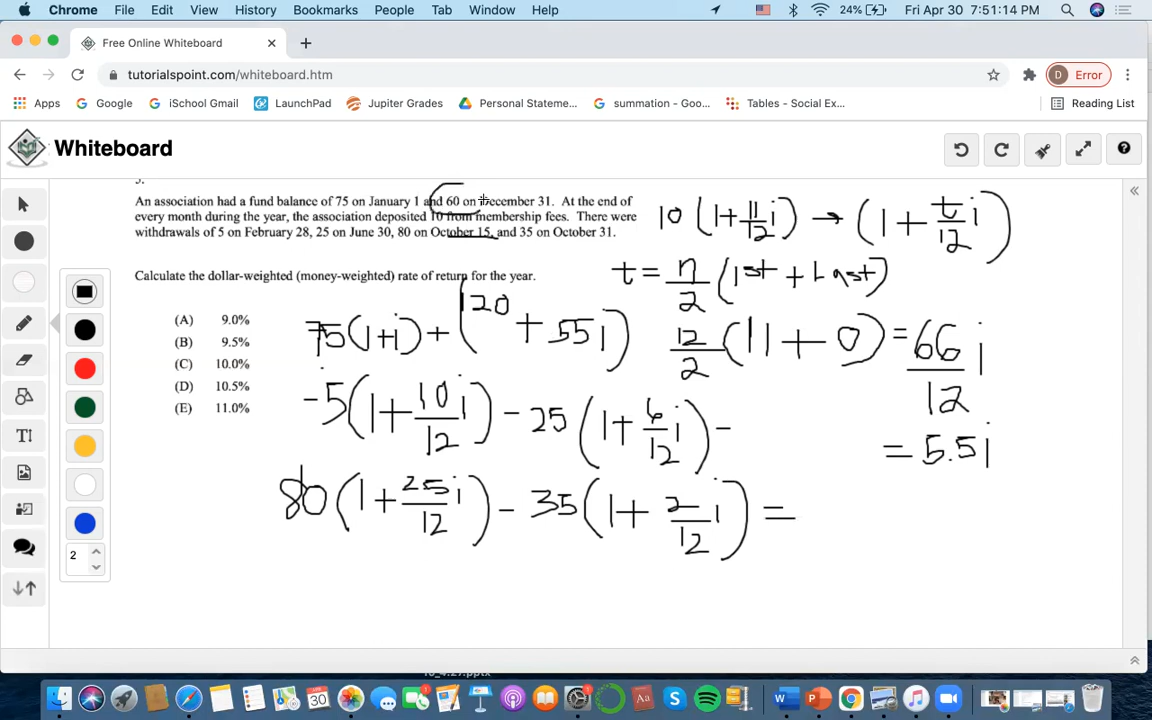 Chrome File Edit View History Bookmarks People Tab Window Help 24% Fri Apr 30 7:51:14 PM
Free Online Whiteboard
tutorialspoint.com/whiteboard.htm D Error
Apps Google iSchool Gmail LaunchPad Jupiter Grades Personal Stateme... summation - Goo... Tables - Social Ex... Reading List
Whiteboard
An association had a fund balance of 75 on January 1 and 60 on December 31. At the end of
every month during the year, the association deposited 10 from membership fees. There were
withdrawals of 5 on February 28, 25 on June 30, 80 on October 15, and 35 on October 31.
Calculate the dollar-weighted (money-weighted) rate of return for the year.
(A) 9.0%
(B) 9.5%
(C) 10.0%
(D) 10.5%
(E) 11.0%
10 (1+11/12 i) → (1+t/12 i)
t = n/2 (1st + Last)
75(1+i) + (120 + 55i)
12/2 (11+0) = 66/12 i
-5(1+10/12 i) - 25(1+6/12 i) -
= 5.5i
80(1+25/12 i) - 35(1+2/12 i) =
2